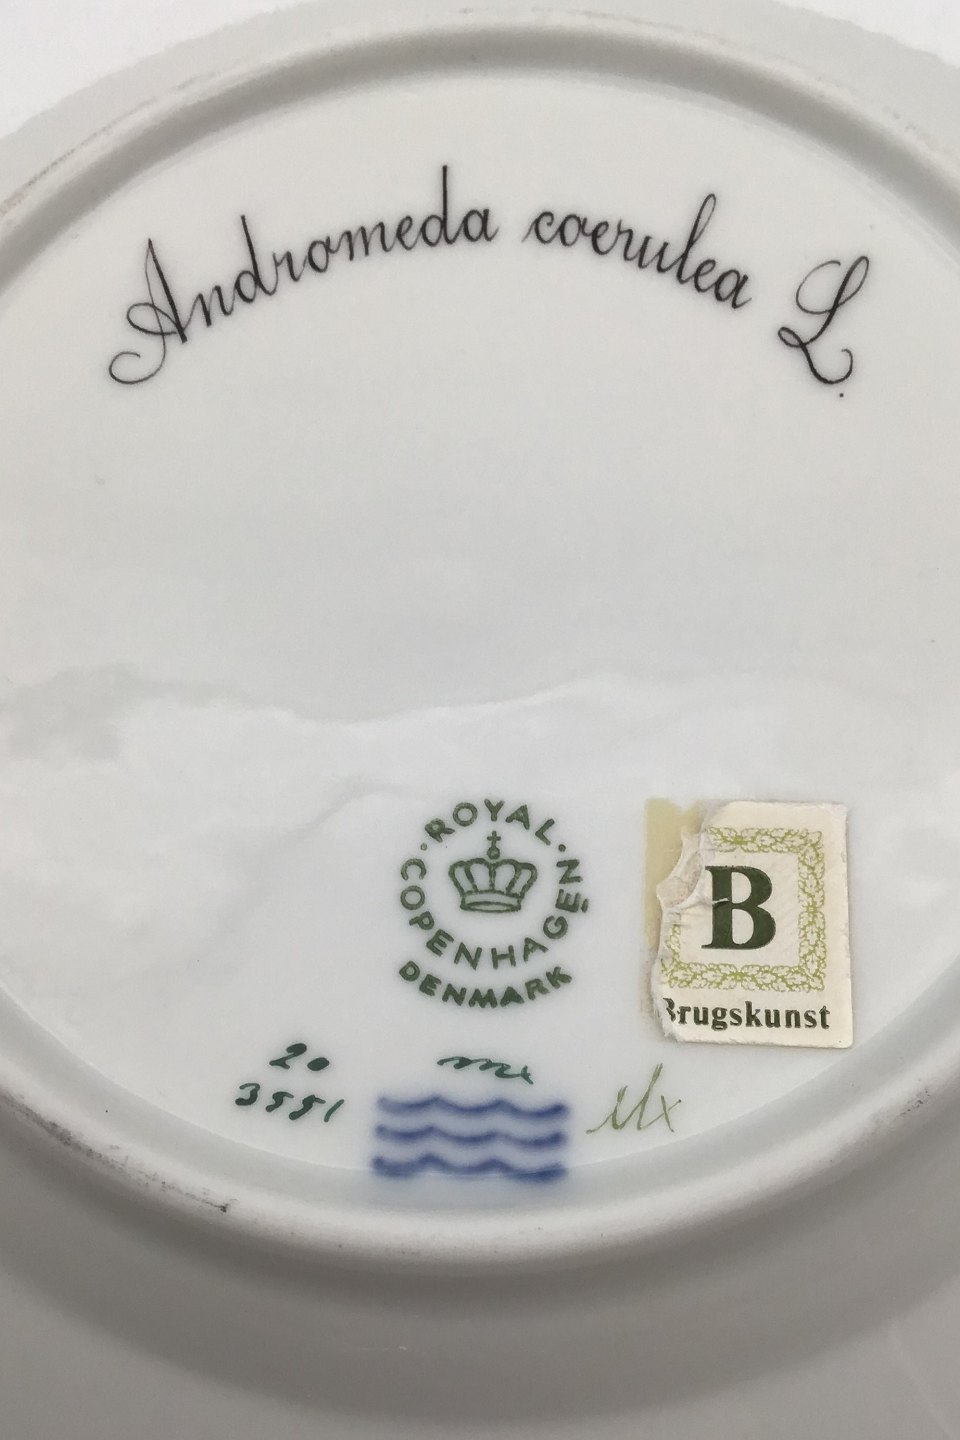 Andromeda coerulea L.
ROYAL
COPENHAGEN
DENMARK
B
Brugskunst
20
3551